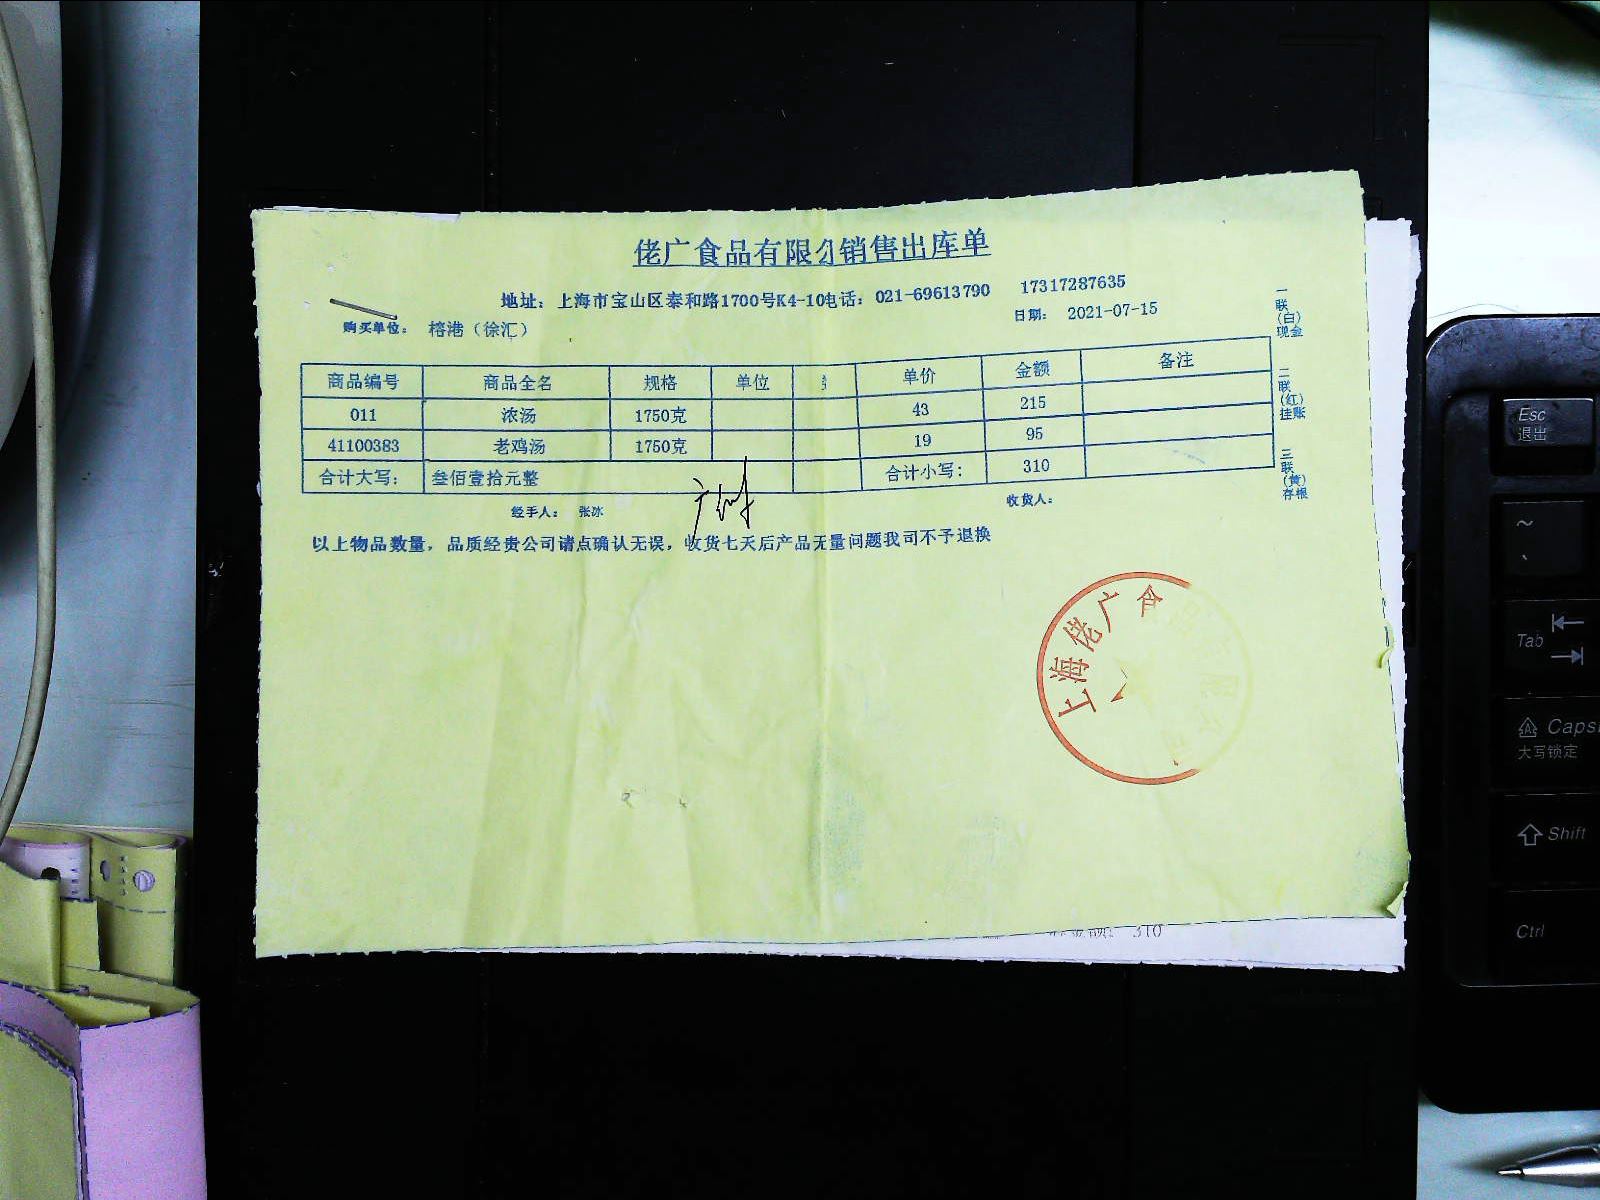 佬广食品有限公销售出库单
地址：上海市宝山区泰和路1700号K4-10电话：021-69613790 17317287635
购买单位： 榕港（徐汇） 日期： 2021-07-15
商品编号 商品全名 规格 单位 单价 金额 备注
011 浓汤 1750克 43 215
41100383 老鸡汤 1750克 19 95
合计大写： 叁佰壹拾元整 合计小写： 310
经手人： 张冰 收货人：
以上物品数量，品质经贵公司请点确认无误，收货七天后产品无量问题我司不予退换
一联（白）现金
二联（红）挂账
三联（黄）存根
上海佬广食
310
Esc
退出
~
Tab
Caps
大写锁定
Shift
Ctrl